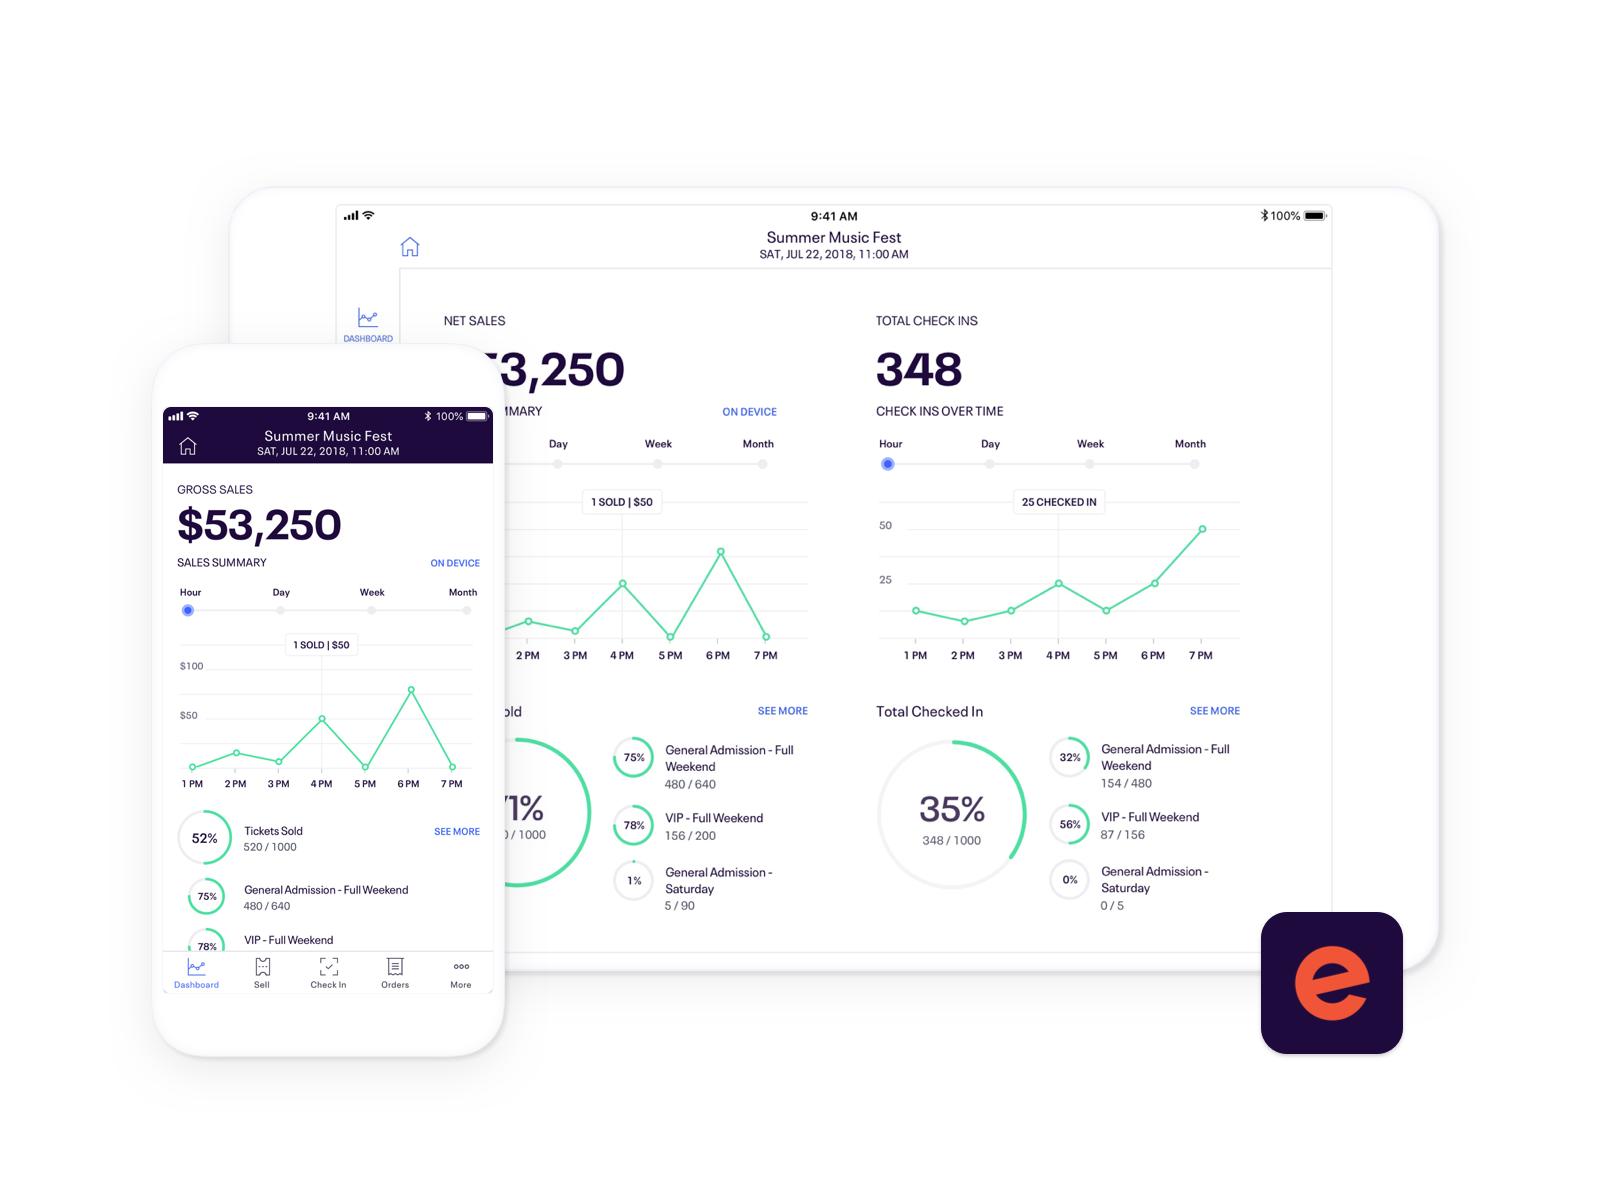 9:41 AM
100%
Summer Music Fest
SAT, JUL 22, 2018, 11:00 AM
DASHBOARD
NET SALES
53,250
MMARY
ON DEVICE
Day Week Month
1 SOLD | $50
2 PM 3 PM 4 PM 5 PM 6 PM 7 PM
old
SEE MORE
71%
0 / 1000
75%
General Admission - Full
Weekend
480 / 640
78%
VIP - Full Weekend
156 / 200
1%
General Admission -
Saturday
5 / 90
TOTAL CHECK INS
348
CHECK INS OVER TIME
Hour Day Week Month
25 CHECKED IN
50
25
1 PM 2 PM 3 PM 4 PM 5 PM 6 PM 7 PM
Total Checked In
SEE MORE
35%
348 / 1000
32%
General Admission - Full
Weekend
154 / 480
56%
VIP - Full Weekend
87 / 156
0%
General Admission -
Saturday
0 / 5
9:41 AM
100%
Summer Music Fest
SAT, JUL 22, 2018, 11:00 AM
GROSS SALES
$53,250
SALES SUMMARY
ON DEVICE
Hour Day Week Month
1 SOLD | $50
$100
$50
1 PM 2 PM 3 PM 4 PM 5 PM 6 PM 7 PM
52%
Tickets Sold
520 / 1000
SEE MORE
75%
General Admission - Full Weekend
480 / 640
78%
VIP - Full Weekend
Dashboard Sell Check In Orders More
e